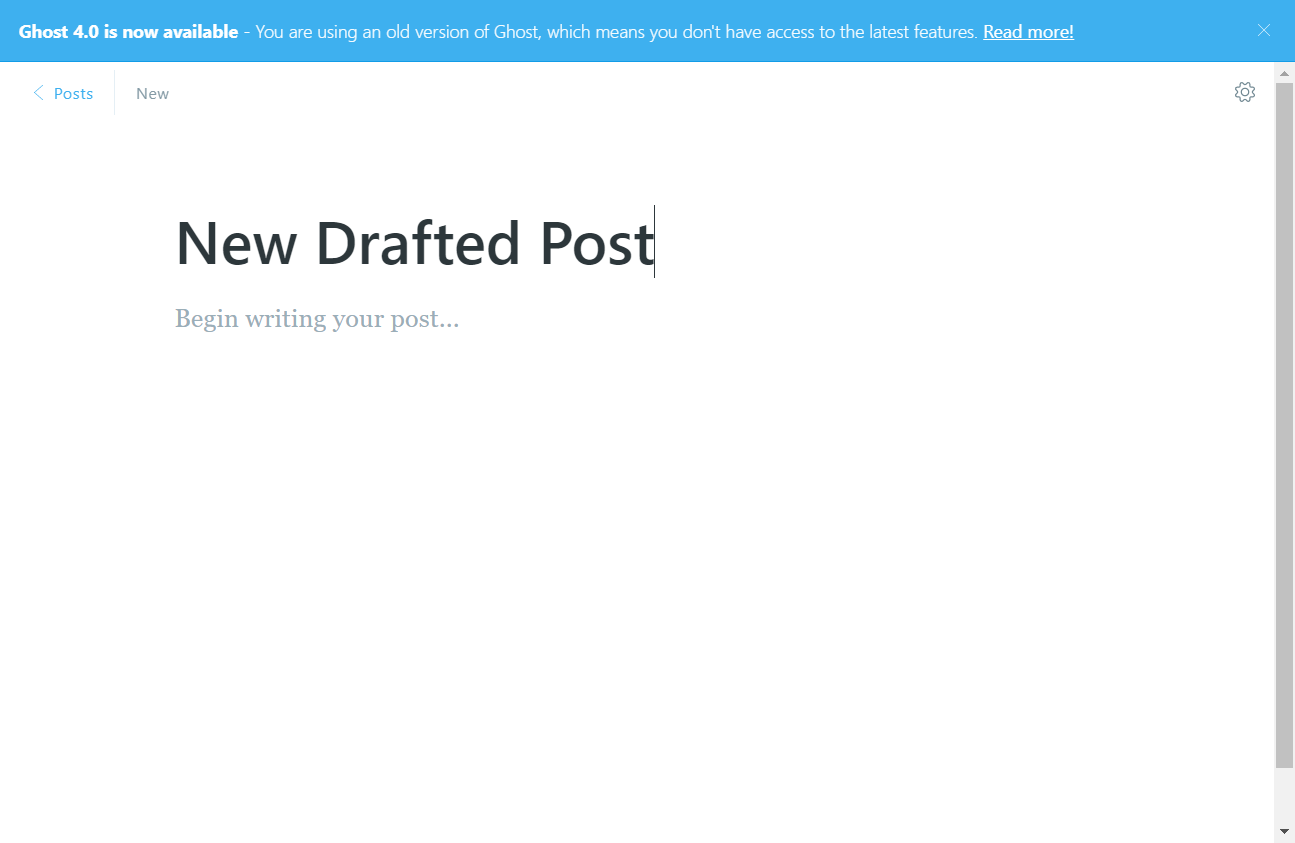 Ghost 4.0 is now available - You are using an old version of Ghost, which means you don't have access to the latest features. Read more!
Posts New
New Drafted Post
Begin writing your post...